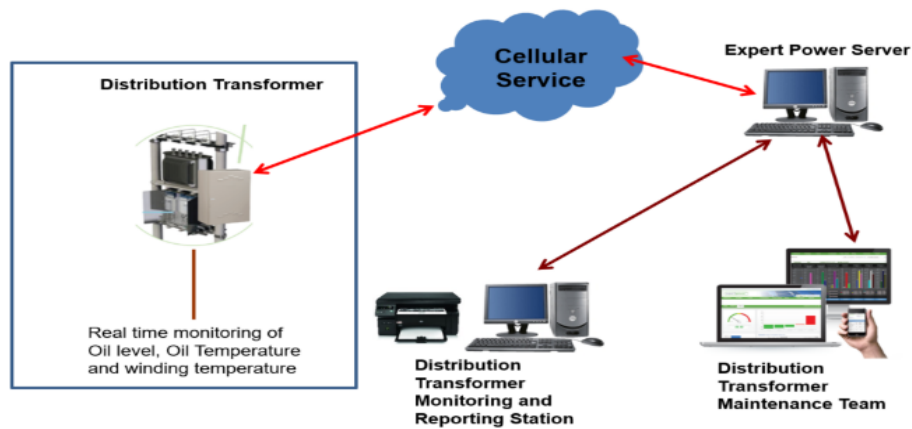 Cellular
Service
Expert Power Server
Distribution Transformer
Real time monitoring of
Oil level, Oil Temperature
and winding temperature
Distribution
Transformer
Monitoring and
Reporting Station
Distribution
Transformer
Maintenance Team